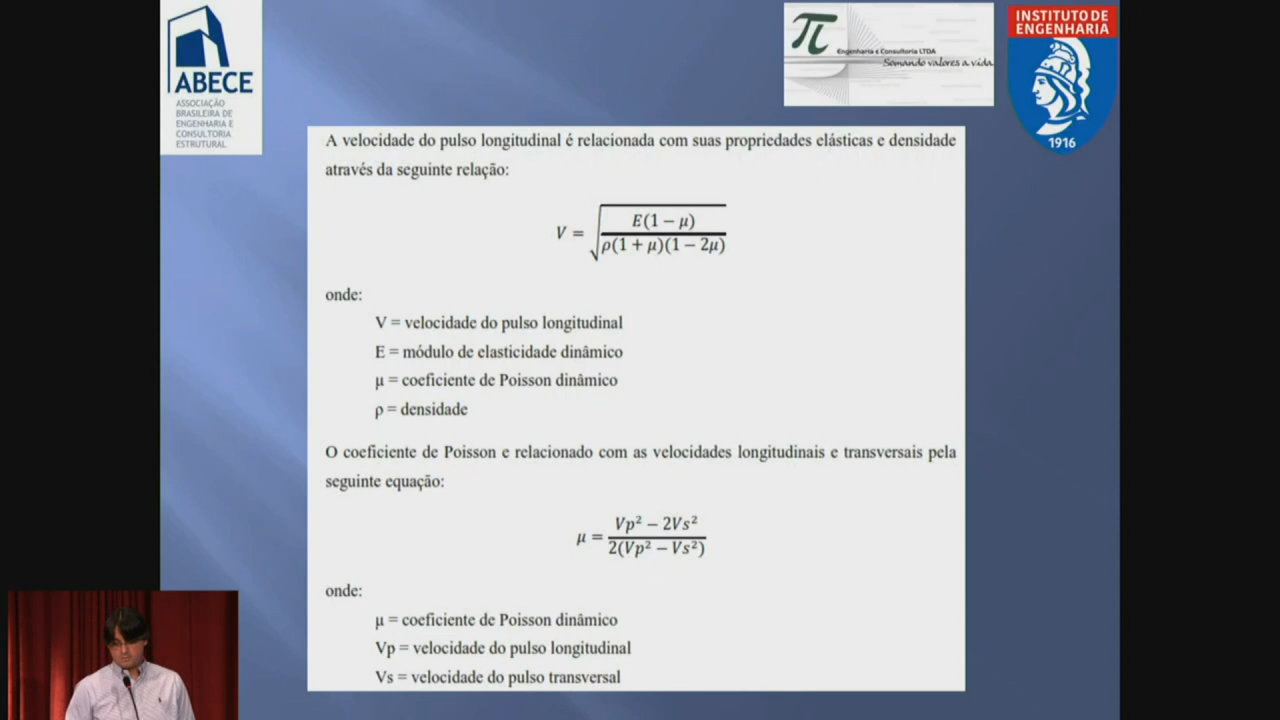 ABECE
ASSOCIAÇÃO
BRASILEIRA DE
ENGENHARIA E
CONSULTORIA
ESTRUTURAL
π
Engenharia e Consultoria LTDA
Somando valores a vida.
INSTITUTO DE
ENGENHARIA
1916
A velocidade do pulso longitudinal é relacionada com suas propriedades elásticas e densidade
através da seguinte relação:
V = √(E(1 − μ) / ρ(1 + μ)(1 − 2μ))
onde:
V = velocidade do pulso longitudinal
E = módulo de elasticidade dinâmico
μ = coeficiente de Poisson dinâmico
ρ = densidade
O coeficiente de Poisson e relacionado com as velocidades longitudinais e transversais pela
seguinte equação:
μ = (Vp² − 2Vs²) / 2(Vp² − Vs²)
onde:
μ = coeficiente de Poisson dinâmico
Vp = velocidade do pulso longitudinal
Vs = velocidade do pulso transversal